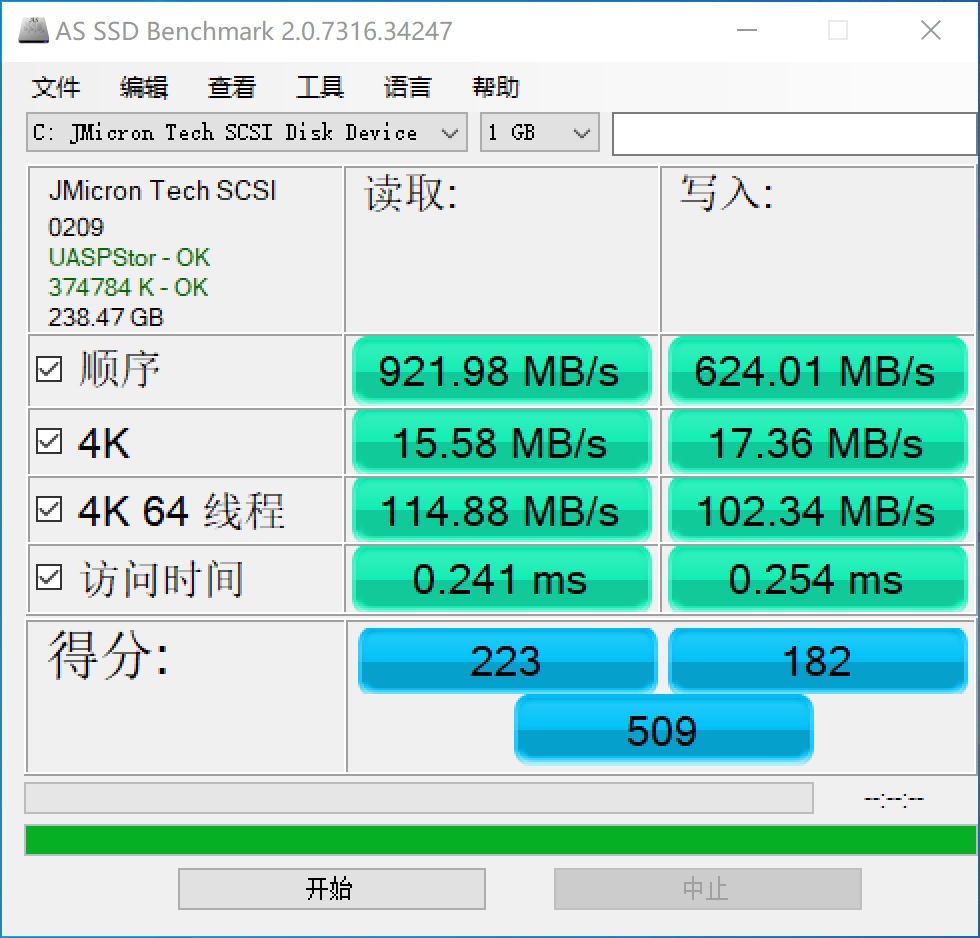 AS SSD Benchmark 2.0.7316.34247
文件 编辑 查看 工具 语言 帮助
C: JMicron Tech SCSI Disk Device 1 GB
JMicron Tech SCSI 读取: 写入:
0209
UASPStor - OK
374784 K - OK
238.47 GB
顺序 921.98 MB/s 624.01 MB/s
4K 15.58 MB/s 17.36 MB/s
4K 64 线程 114.88 MB/s 102.34 MB/s
访问时间 0.241 ms 0.254 ms
得分: 223 182
509
--:--:--
开始 中止